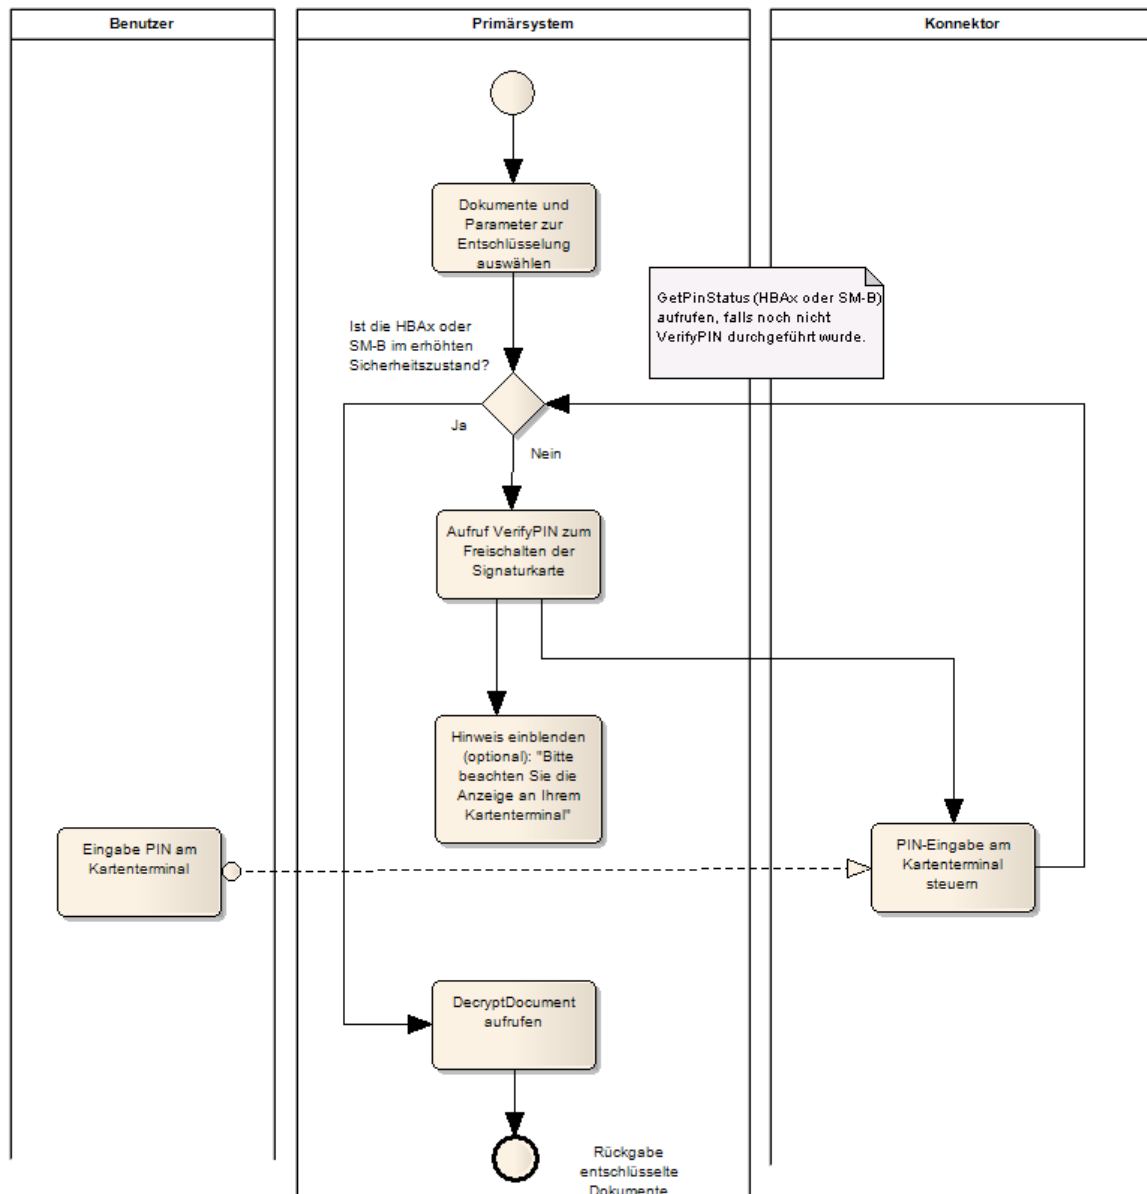 Benutzer
Primärsystem
Konnektor
Dokumente und
Parameter zur
Entschlüsselung
auswählen
GetPinStatus (HBAx oder SM-B)
aufrufen, falls noch nicht
VerifyPIN durchgeführt wurde.
Ist die HBAx oder
SM-B im erhöhten
Sicherheitszustand?
Ja
Nein
Aufruf VerifyPIN zum
Freischalten der
Signaturkarte
Hinweis einblenden
(optional): "Bitte
beachten Sie die
Anzeige an Ihrem
Kartenterminal"
Eingabe PIN am
Kartenterminal
PIN-Eingabe am
Kartenterminal
steuern
DecryptDocument
aufrufen
Rückgabe
entschlüsselte
Dokumente